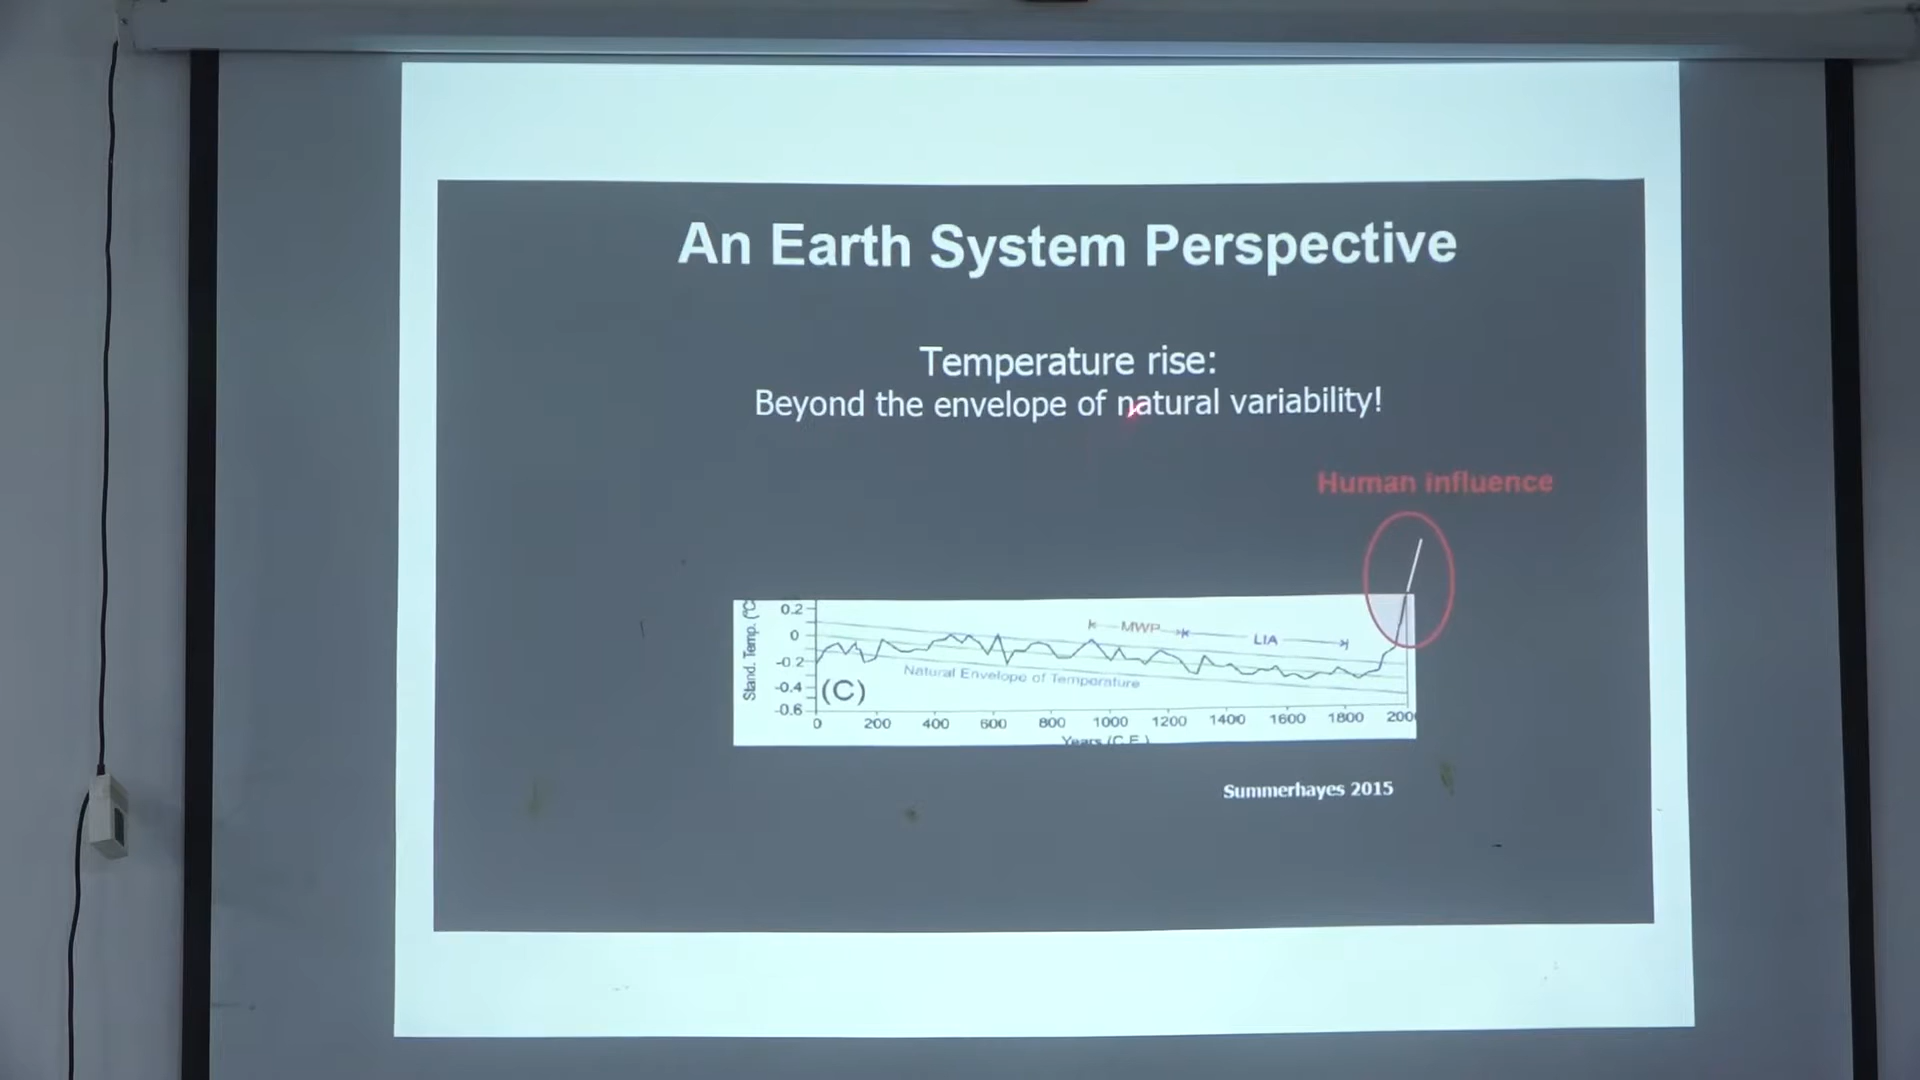 An Earth System Perspective
Temperature rise:
Beyond the envelope of natural variability!
Human influence
Stand. Temp. (°C
0.2
0
-0.2
-0.4
-0.6
MWP
LIA
Natural Envelope of Temperature
(C)
0 200 400 600 800 1000 1200 1400 1600 1800 200
Years (C.E.)
Summerhayes 2015